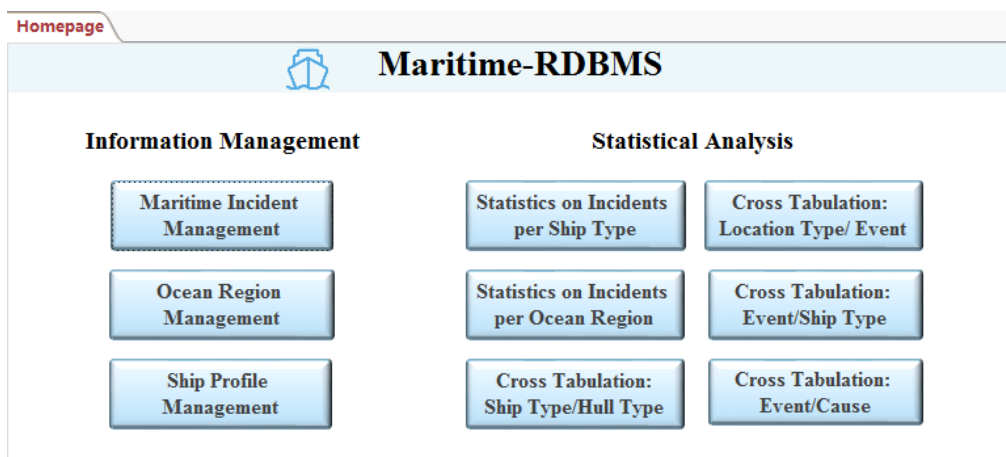 Homepage
Maritime-RDBMS
Information Management
Maritime Incident
Management
Ocean Region
Management
Ship Profile
Management
Statistical Analysis
Statistics on Incidents
per Ship Type
Statistics on Incidents
per Ocean Region
Cross Tabulation:
Ship Type/Hull Type
Cross Tabulation:
Location Type/ Event
Cross Tabulation:
Event/Ship Type
Cross Tabulation:
Event/Cause